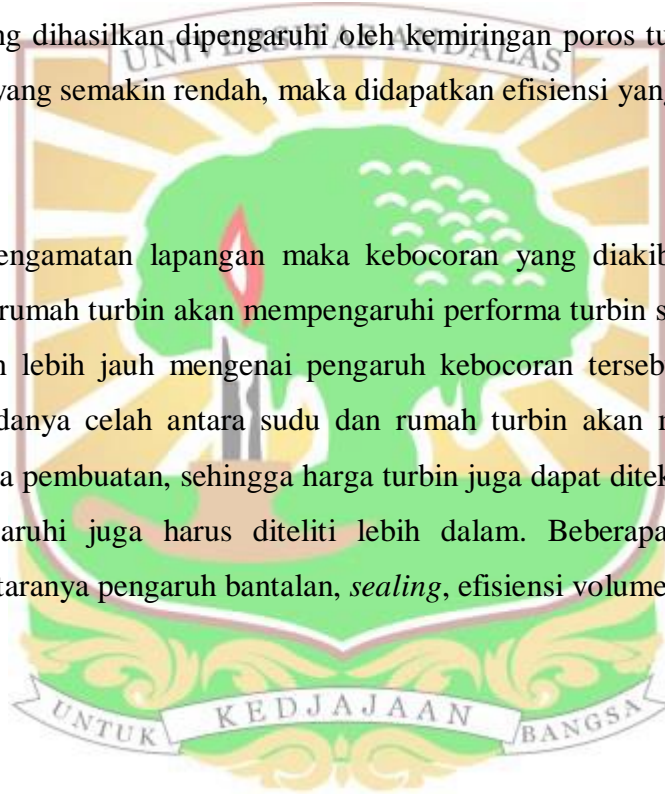 ng dihasilkan dipengaruhi oleh kemiringan poros tu
UNIVERSITAS ANDALAS
yang semakin rendah, maka didapatkan efisiensi yang
engamatan lapangan maka kebocoran yang diakib
rumah turbin akan mempengaruhi performa turbin s
n lebih jauh mengenai pengaruh kebocoran terseb
danya celah antara sudu dan rumah turbin akan n
a pembuatan, sehingga harga turbin juga dapat ditek
aruhi juga harus diteliti lebih dalam. Beberapa
taranya pengaruh bantalan, sealing, efisiensi volume
UNTUK KEDJAJAAN BANGSA